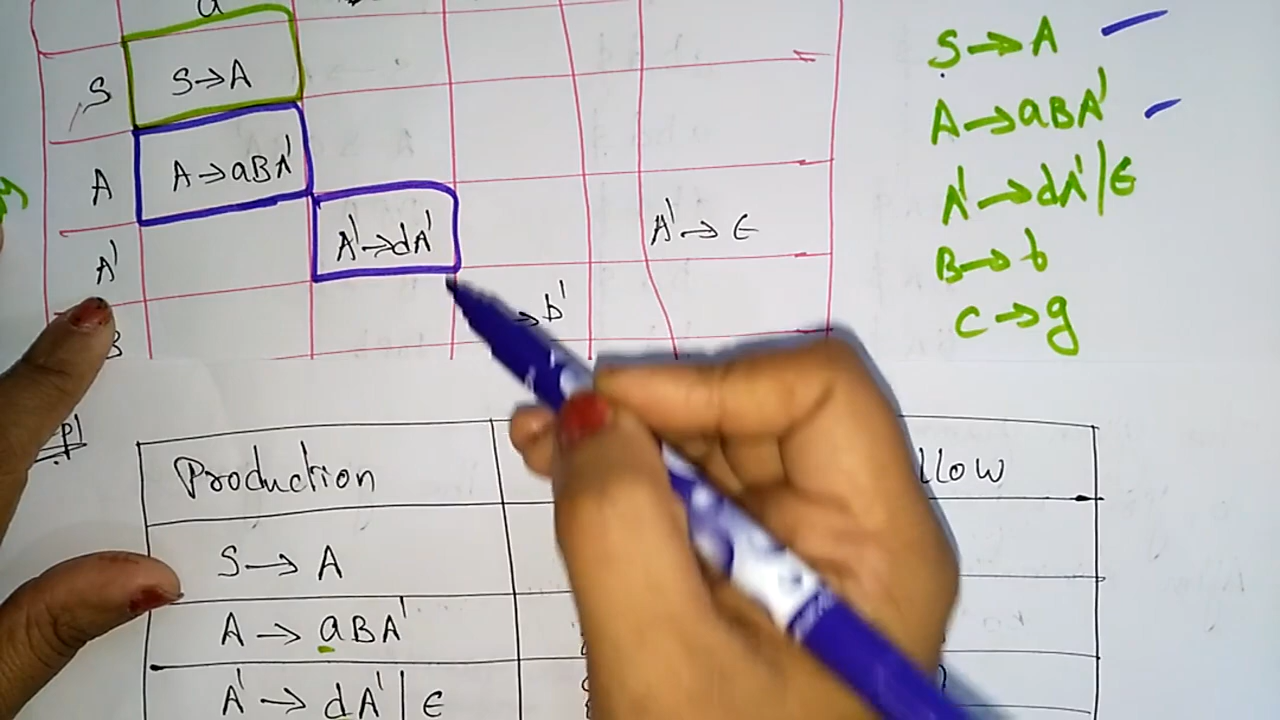 a
S S→A
A A→aBA'
A' A'→dA' A'→ε
B →b'
S→A
A→aBA'
A'→dA'|ε
B→b
C→g
Production llow
S→A
A→aBA'
A'→dA'|ε